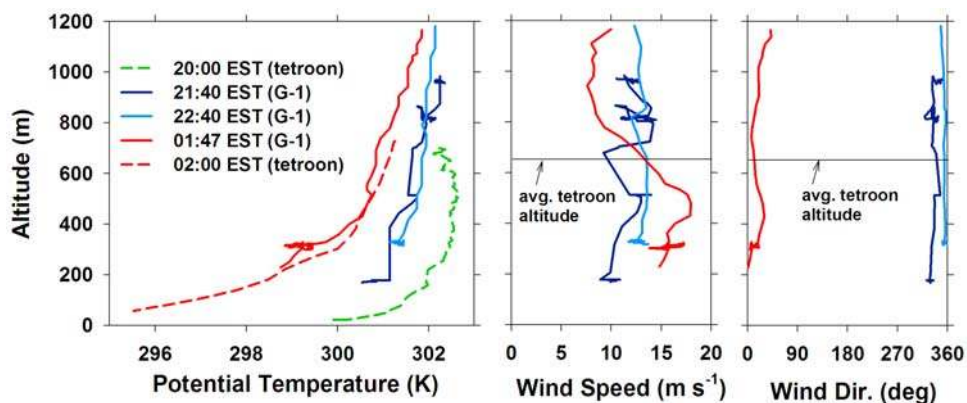 1200
1000
800
600
400
200
0
Altitude (m)
20:00 EST (tetroon)
21:40 EST (G-1)
22:40 EST (G-1)
01:47 EST (G-1)
02:00 EST (tetroon)
296 298 300 302
Potential Temperature (K)
avg. tetroon
altitude
0 5 10 15 20
Wind Speed (m s-1)
avg. tetroon
altitude
0 90 180 270 360
Wind Dir. (deg)